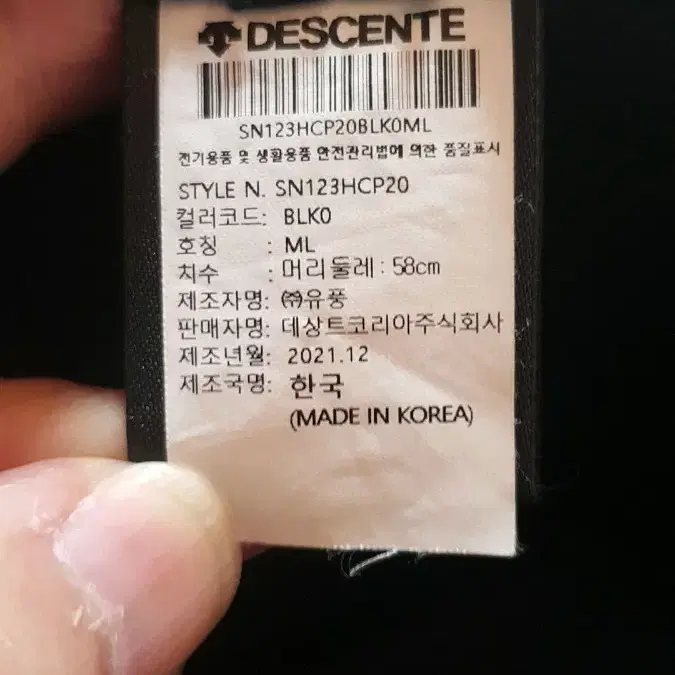 DESCENTE
SN123HCP20BLK0ML
전기용품 및 생활용품 안전관리법에 의한 품질표시
STYLE N. SN123HCP20
컬러코드: BLK0
호칭 : ML
치수 : 머리둘레 : 58cm
제조자명: ㈜유풍
판매자명: 데상트코리아주식회사
제조년월: 2021.12
제조국명: 한국
(MADE IN KOREA)